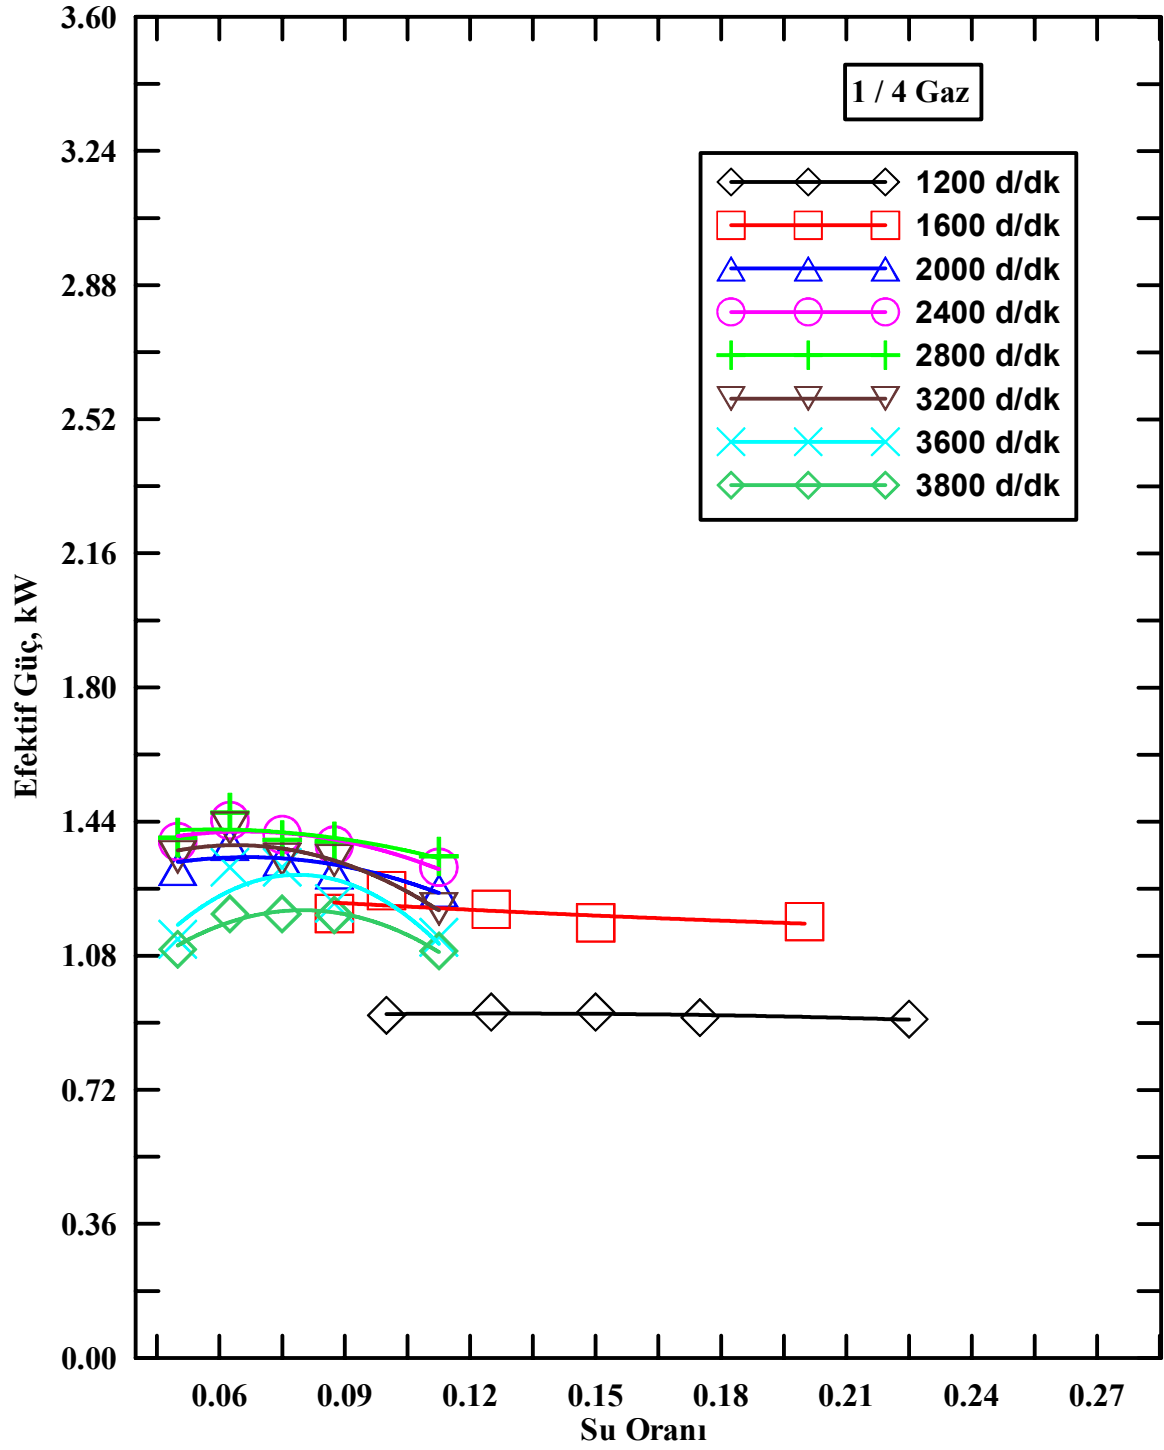 3.60
3.24
2.88
2.52
2.16
1.80
1.44
1.08
0.72
0.36
0.00
Efektif Güç, kW
1 / 4 Gaz
1200 d/dk
1600 d/dk
2000 d/dk
2400 d/dk
2800 d/dk
3200 d/dk
3600 d/dk
3800 d/dk
0.06 0.09 0.12 0.15 0.18 0.21 0.24 0.27
Su Oranı